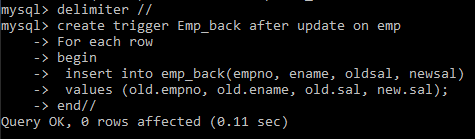 mysql> delimiter //
mysql> create trigger Emp_back after update on emp
    -> For each row
    -> begin
    ->  insert into emp_back(empno, ename, oldsal, newsal)
    ->  values (old.empno, old.ename, old.sal, new.sal);
    -> end//
Query OK, 0 rows affected (0.11 sec)